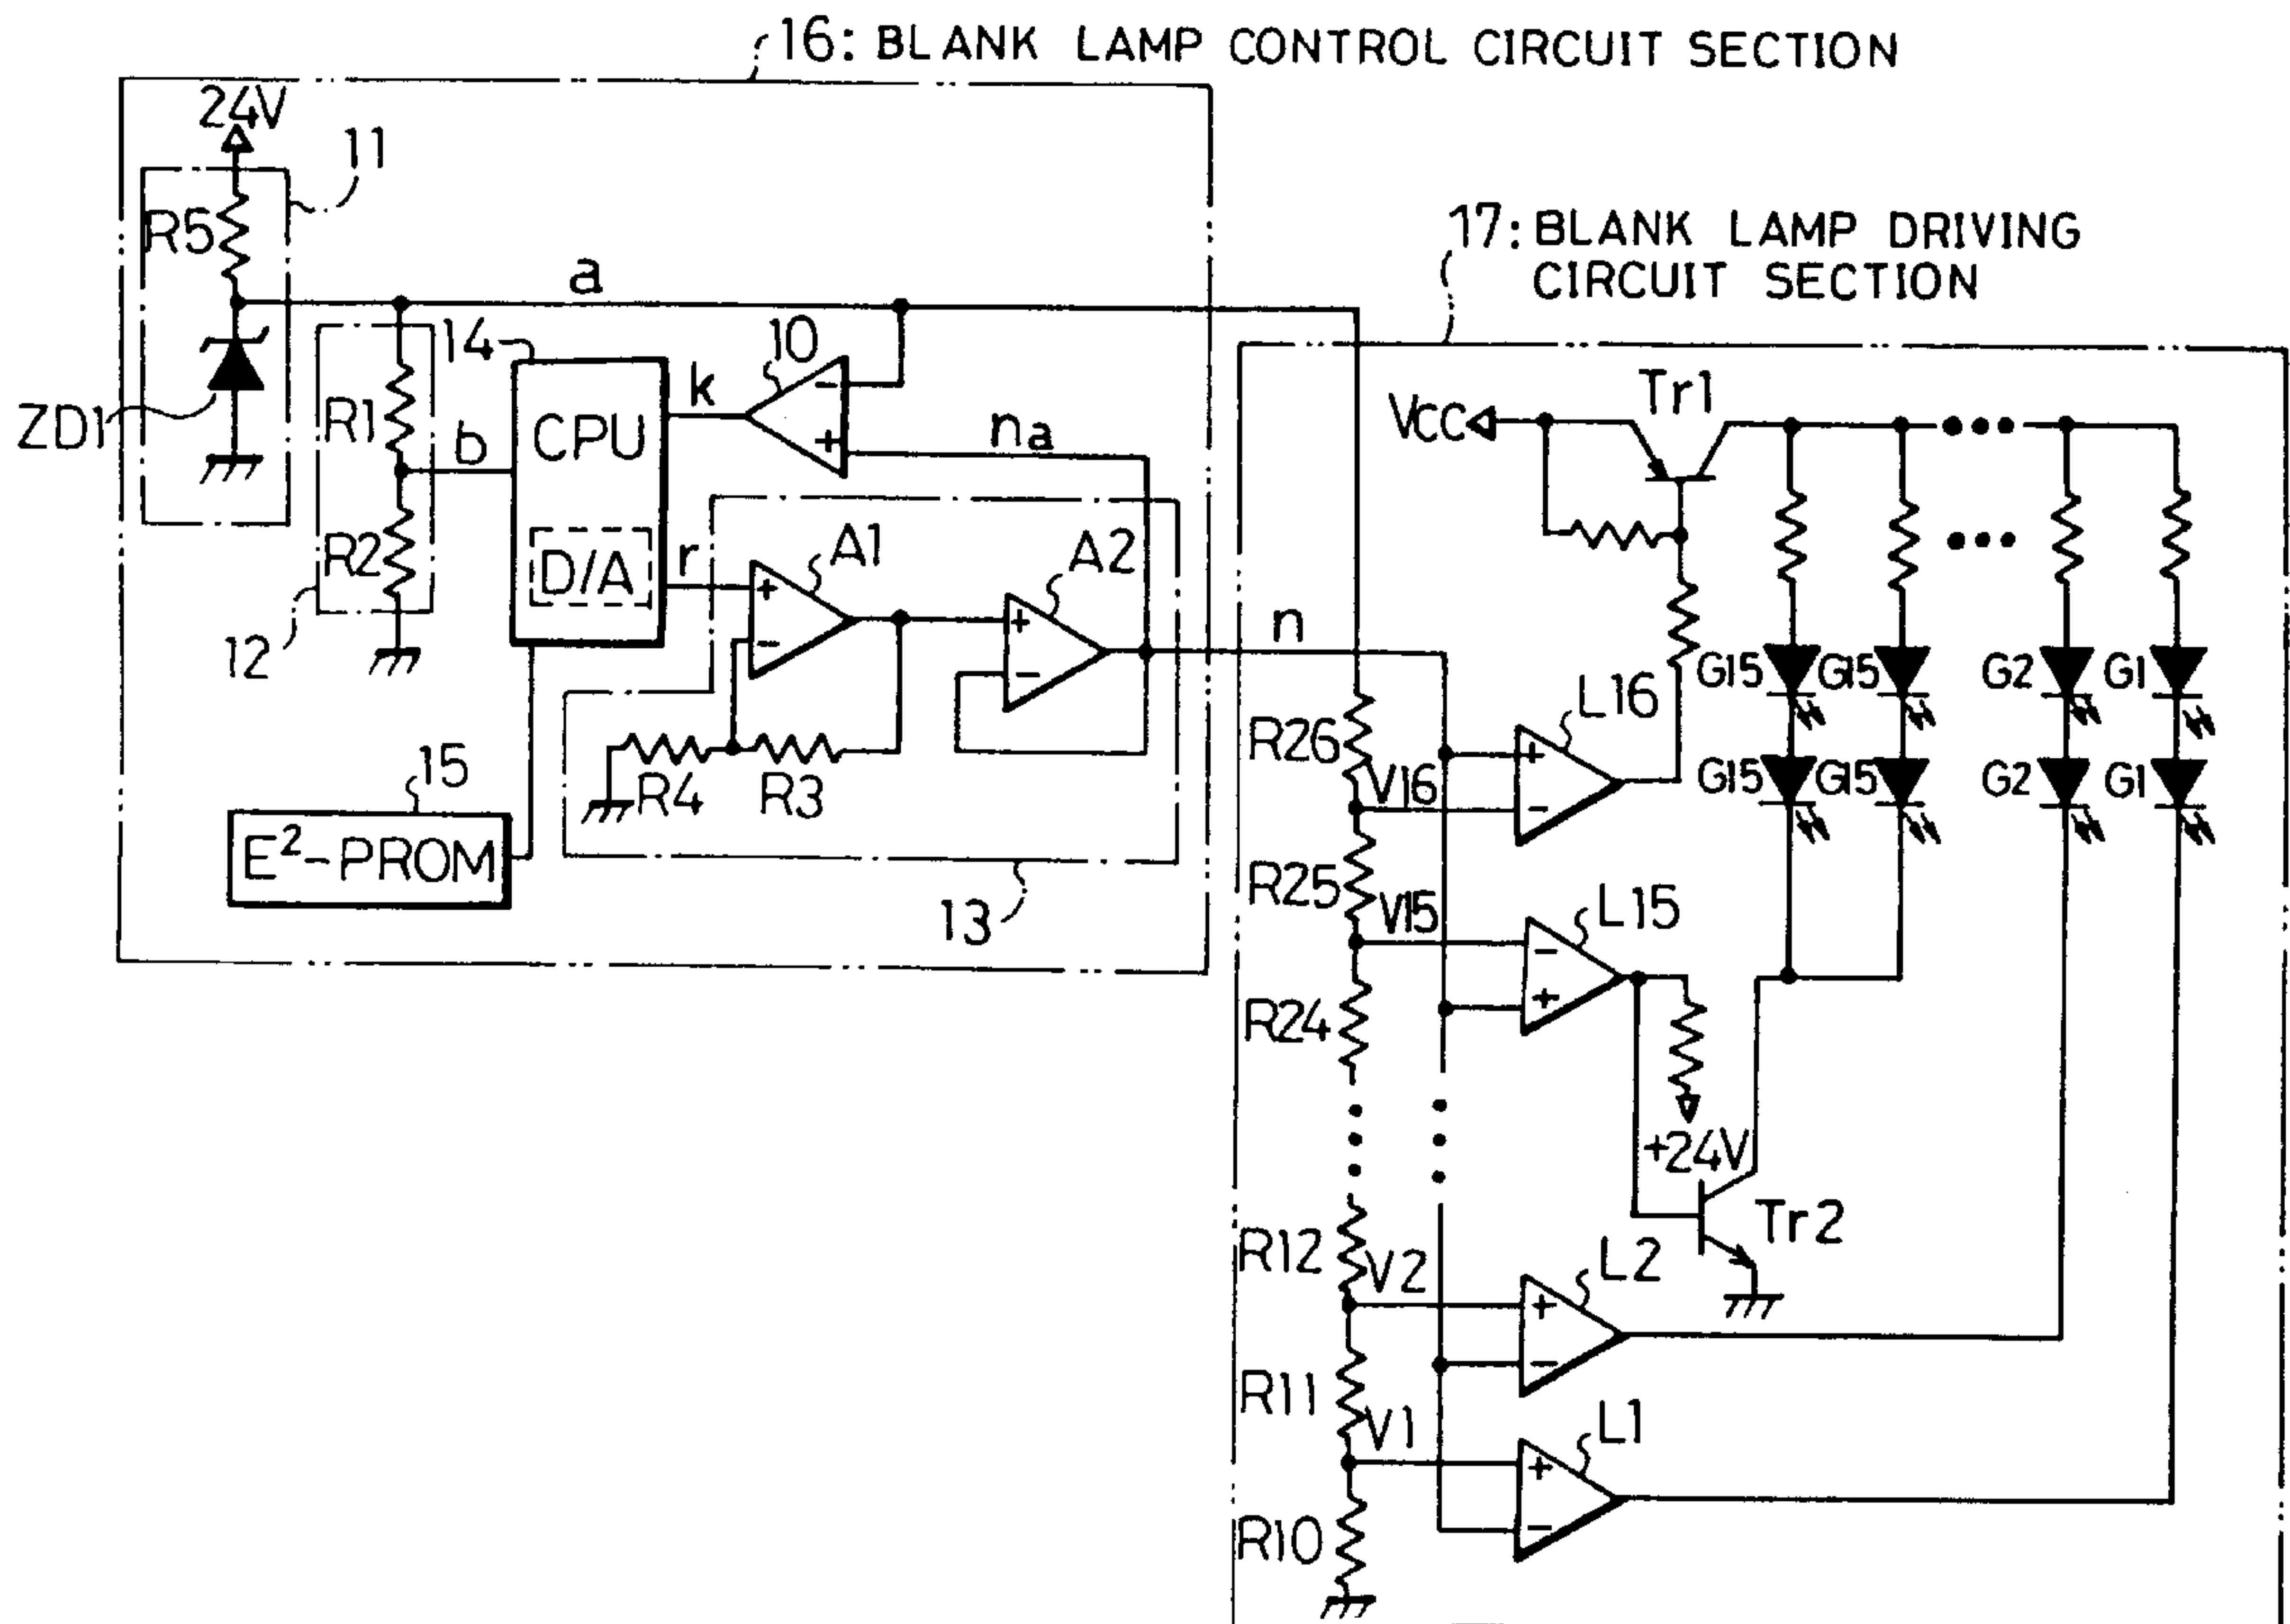 16: BLANK LAMP CONTROL CIRCUIT SECTION
24V
11
R5
ZD1
a
17: BLANK LAMP DRIVING
CIRCUIT SECTION
14
10
k
-
+
na
CPU
D/A
R1
b
R2
12
r
A1
+
-
A2
+
-
n
R4
R3
13
15
E²-PROM
VCC
Tr1
R26
V16
L16
+
-
R25
V15
L15
-
+
R24
+24V
Tr2
G15
G15
G2
G1
G15
G15
G2
G1
R12
V2
L2
+
-
R11
V1
L1
+
-
R10